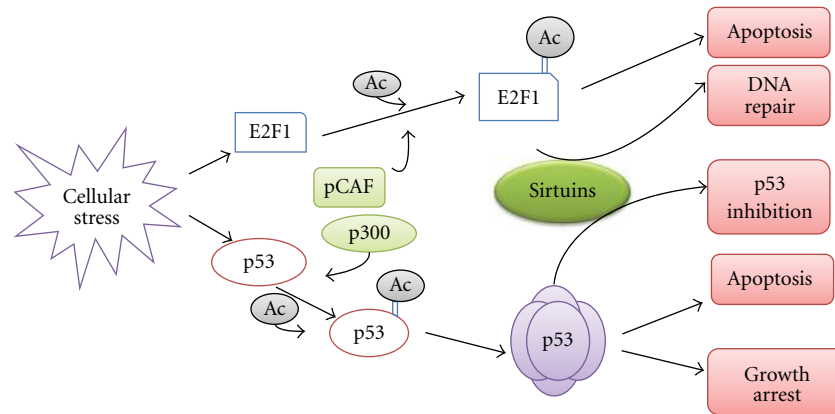 Ac
Apoptosis
Ac
E2F1
DNA
repair
E2F1
pCAF
Sirtuins
p53
inhibition
Cellular
stress
p300
p53
Ac
Apoptosis
Ac
p53
p53
Growth
arrest